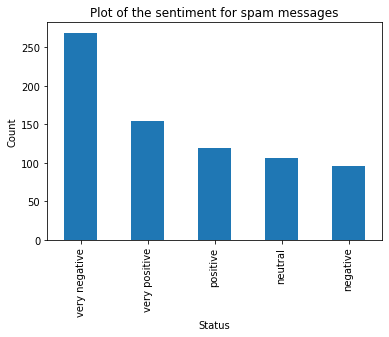 Plot of the sentiment for spam messages
250
200
150
100
50
0
Count
very negative
very positive
positive
neutral
negative
Status